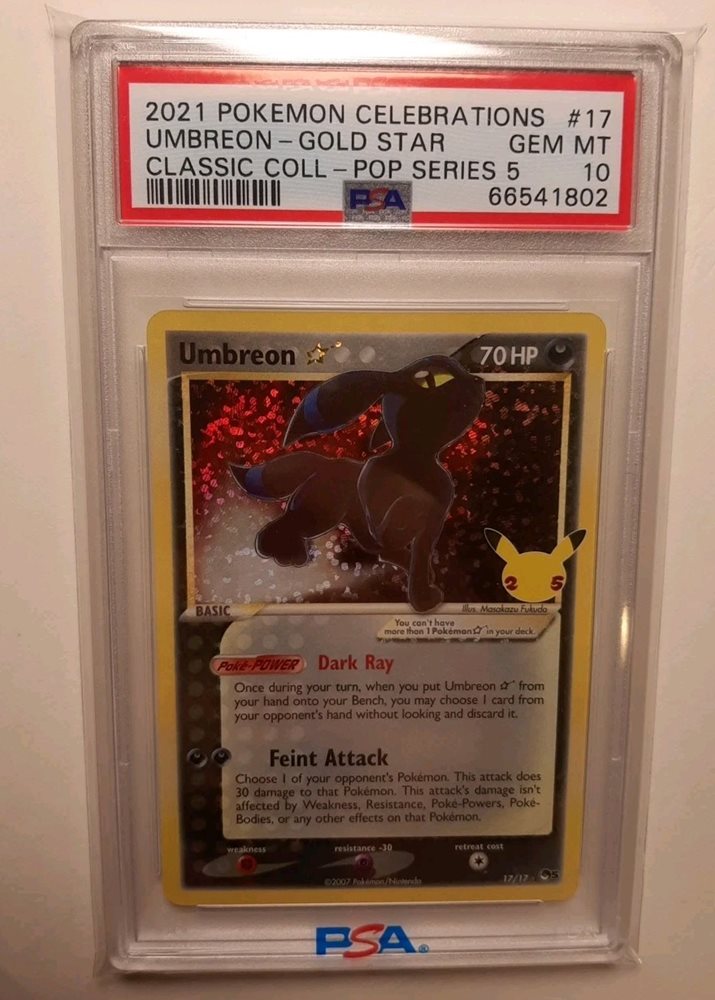 2021 POKEMON CELEBRATIONS #17
UMBREON - GOLD STAR GEM MT
CLASSIC COLL - POP SERIES 5 10
PSA 66541802
Umbreon ☆ 70 HP
2 5
BASIC Illus. Masakazu Fukuda
You can't have
more than 1 Pokémon ☆ in your deck.
Poké-POWER Dark Ray
Once during your turn, when you put Umbreon ☆ from
your hand onto your Bench, you may choose 1 card from
your opponent's hand without looking and discard it.
Feint Attack
Choose 1 of your opponent's Pokémon. This attack does
30 damage to that Pokémon. This attack's damage isn't
affected by Weakness, Resistance, Poké-Powers, Poké-
Bodies, or any other effects on that Pokémon.
weakness resistance -30 retreat cost
©2007 Pokémon/Nintendo 17/17 5
PSA®